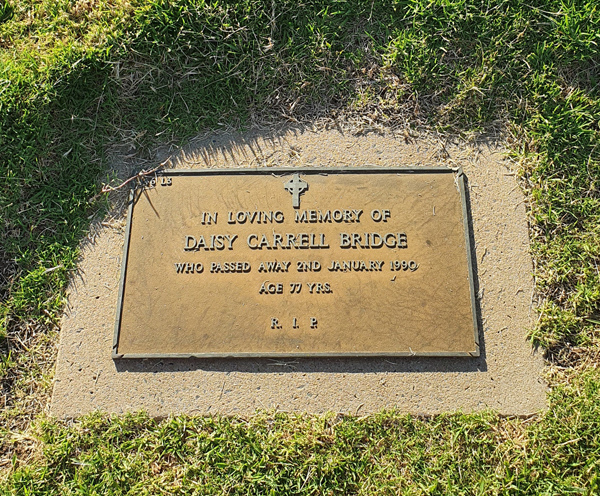 IN LOVING MEMORY OF
DAISY CARRELL BRIDGE
WHO PASSED AWAY 2ND JANUARY 1990
AGE 77 YRS.
R. I. P.